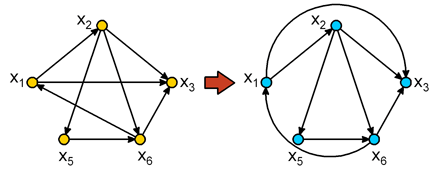 x₂ x₂
x₁ x₃ x₁ x₃
x₅ x₆ x₅ x₆